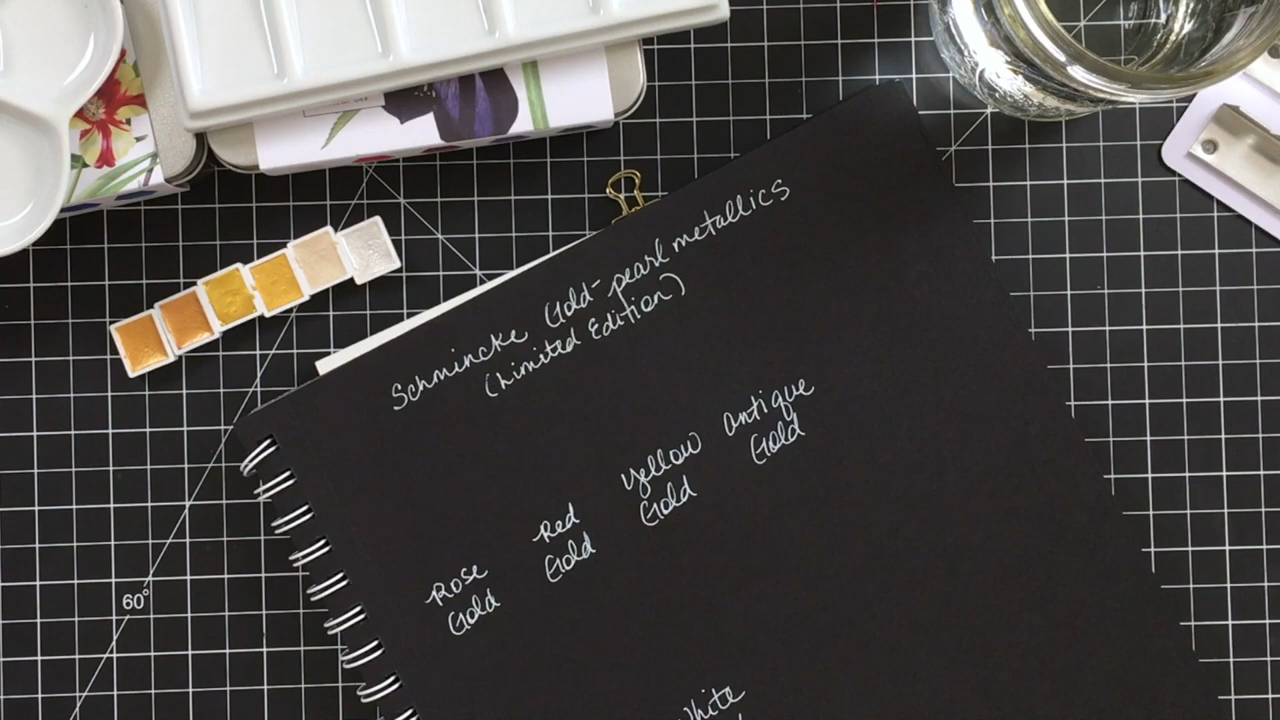 Schmincke Gold-pearl metallics
(Limited Edition)
Rose
Gold
Red
Gold
Yellow
Gold
Antique
Gold
White
60°